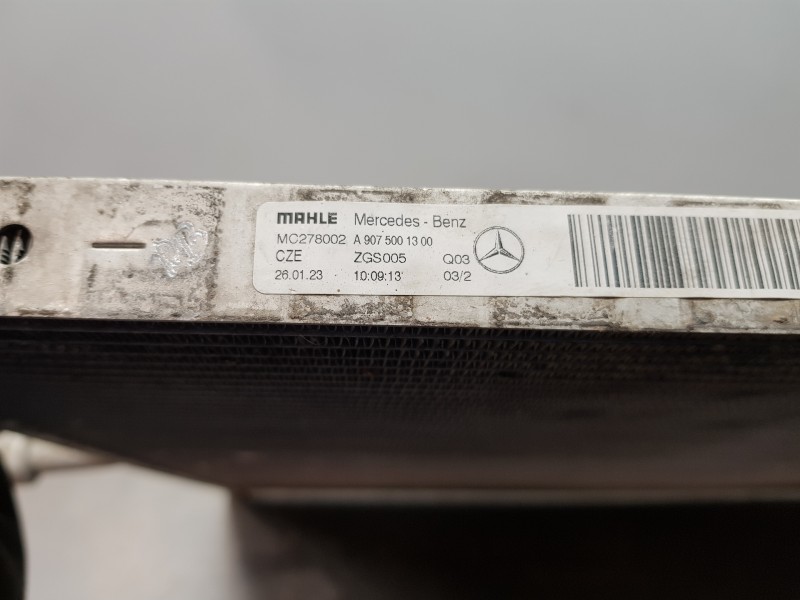 MAHLE Mercedes - Benz
MC278002 A 907 500 13 00
CZE ZGS005 Q03
26.01.23 10:09:13 03/2